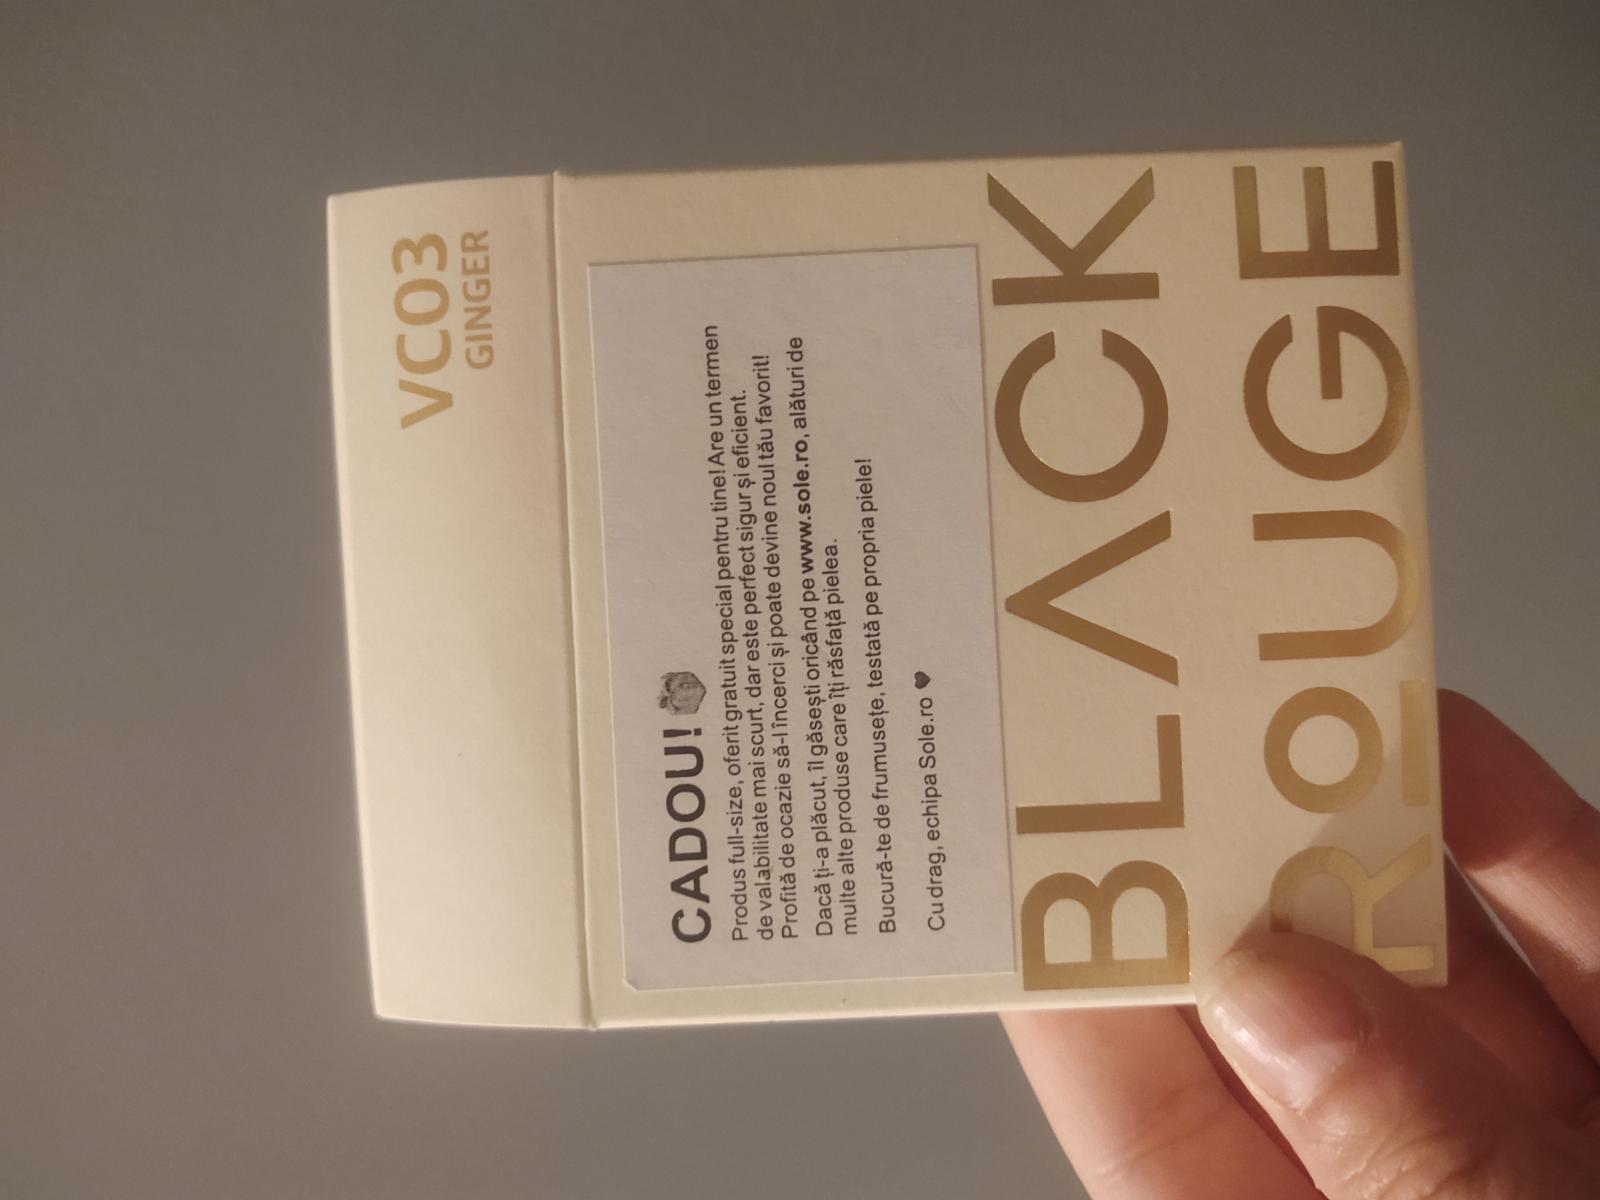 VC03
GINGER
CADOU!
Produs full-size, oferit gratuit special pentru tine! Are un termen
de valabilitate mai scurt, dar este perfect sigur și eficient.
Profită de ocazie să-l încerci și poate devine noul tău favorit!
Dacă ți-a plăcut, îl găsești oricând pe www.sole.ro, alături de
multe alte produse care îți răsfață pielea.
Bucură-te de frumusețe, testată pe propria piele!
Cu drag, echipa Sole.ro ♥
BLACK
ROUGE